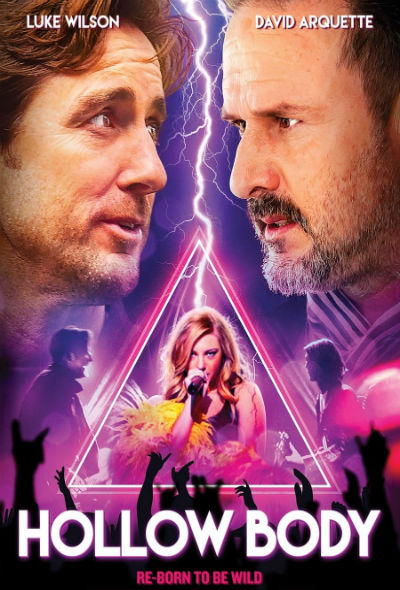 LUKE WILSON
DAVID ARQUETTE
HOLLOW BODY
RE-BORN TO BE WILD